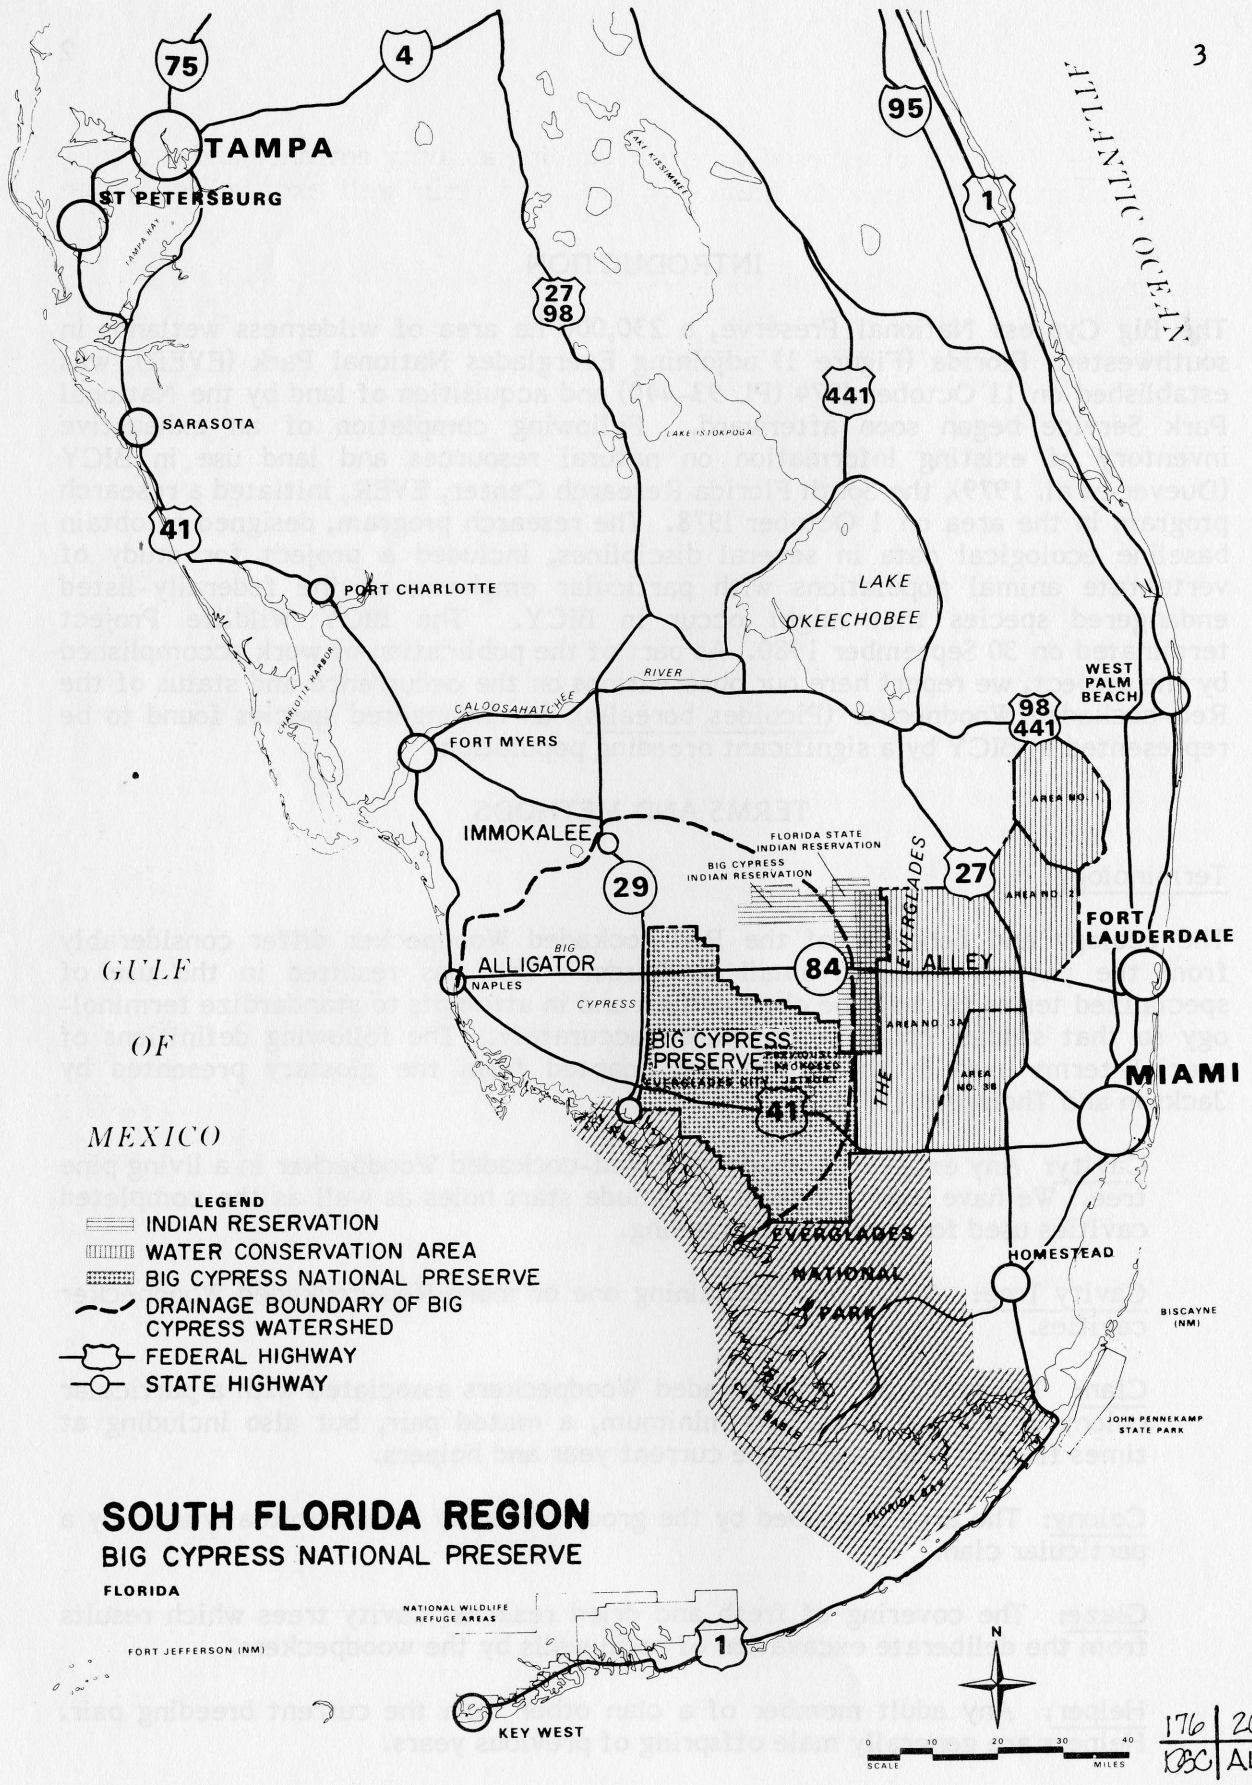 3
75
4
95
ATLANTIC OCEAN
TAMPA
LAKE KISSIMMEE
1
ST PETERSBURG
TAMPA BAY
27
98
441
SARASOTA
LAKE ISTOKPOGA
41
PORT CHARLOTTE
LAKE
OKEECHOBEE
CHARLOTTE HARBOR
RIVER
CALOOSAHATCHEE
WEST
PALM
BEACH
98
441
FORT MYERS
AREA NO. 1
IMMOKALEE
FLORIDA STATE
INDIAN RESERVATION
BIG CYPRESS
INDIAN RESERVATION
29
27
AREA NO. 2
FORT
LAUDERDALE
THE EVERGLADES
GULF
OF
MEXICO
BIG
CYPRESS
ALLIGATOR
84
ALLEY
NAPLES
AREA NO. 3A
BIG CYPRESS
PRESERVE
PREVIOUSLY
PROPOSED
EVERGLADES CITY
AREA
NO. 3B
MIAMI
41
LEGEND
INDIAN RESERVATION
WATER CONSERVATION AREA
BIG CYPRESS NATIONAL PRESERVE
DRAINAGE BOUNDARY OF BIG
CYPRESS WATERSHED
FEDERAL HIGHWAY
STATE HIGHWAY
EVERGLADES
NATIONAL
PARK
HOMESTEAD
BISCAYNE
(NM)
CAPE SABLE
JOHN PENNEKAMP
STATE PARK
FLORIDA BAY
SOUTH FLORIDA REGION
BIG CYPRESS NATIONAL PRESERVE
FLORIDA
NATIONAL WILDLIFE
REFUGE AREAS
FORT JEFFERSON (NM)
1
KEY WEST
N
0 10 20 30 40
SCALE MILES
176
DSC